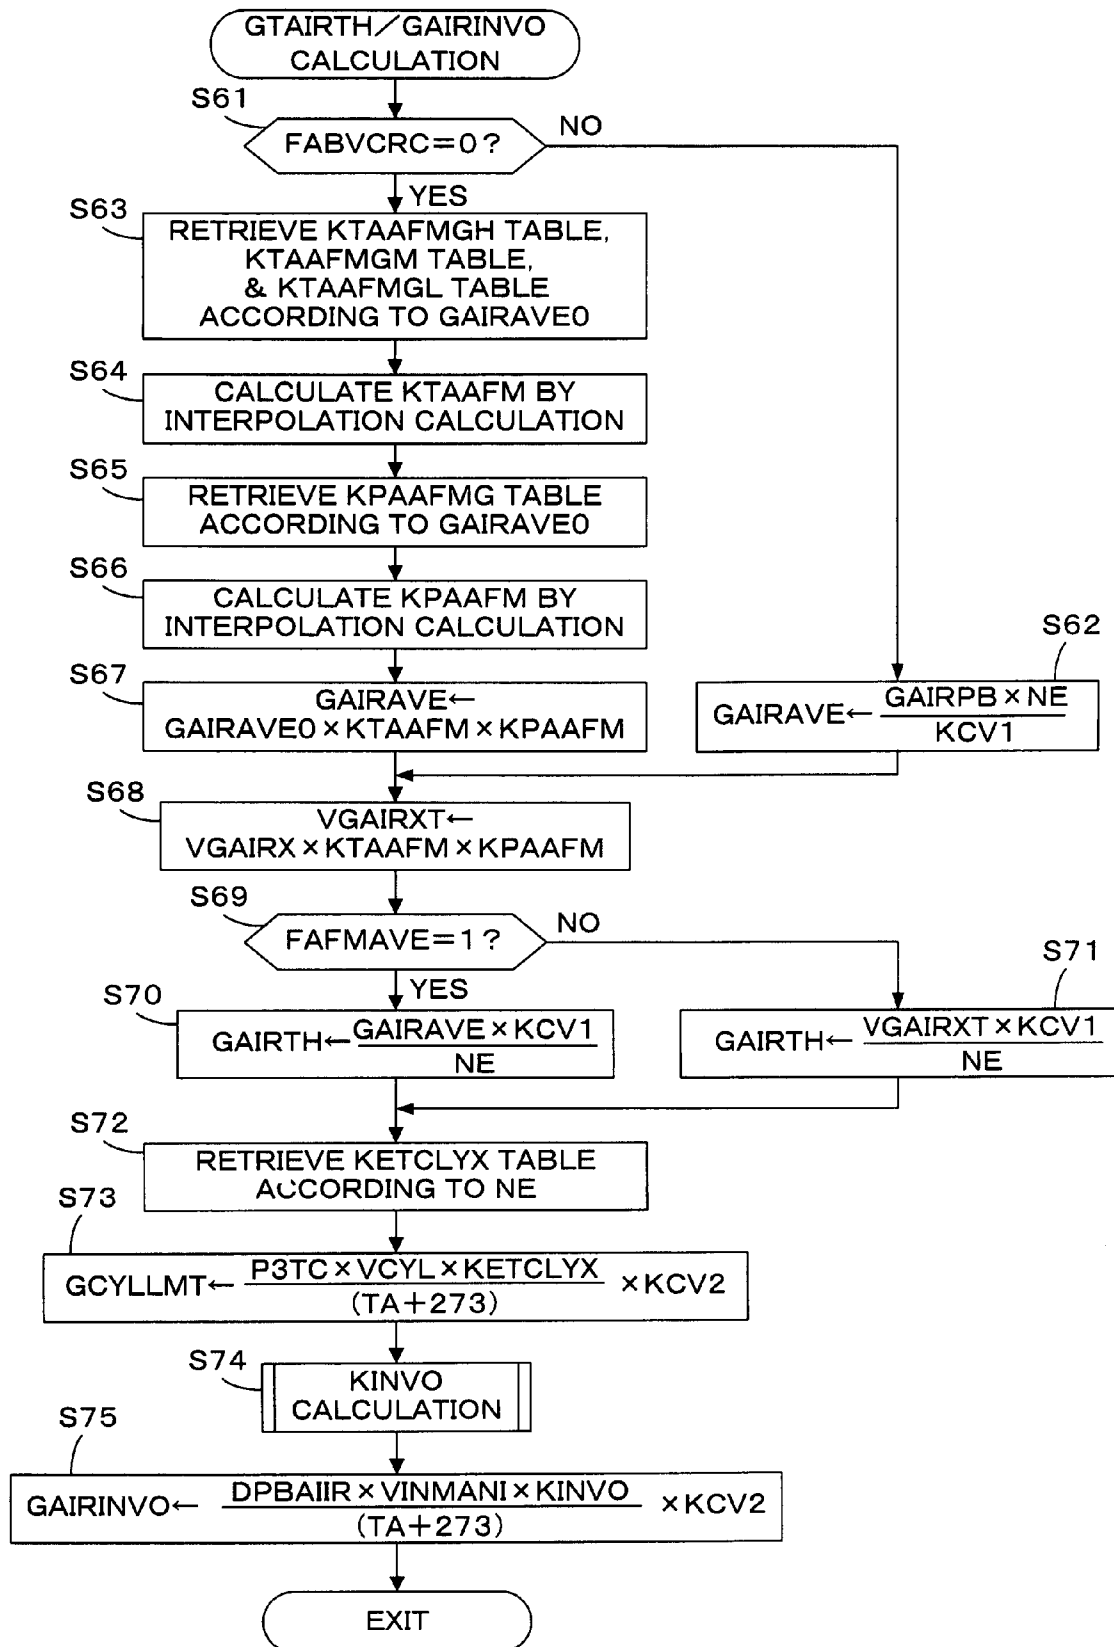 GTAIRTH／GAIRINVO
CALCULATION
S61
FABVCRC=0?
NO
YES
S63
RETRIEVE KTAAFMGH TABLE,
KTAAFMGM TABLE,
& KTAAFMGL TABLE
ACCORDING TO GAIRAVE0
S64
CALCULATE KTAAFM BY
INTERPOLATION CALCULATION
S65
RETRIEVE KPAAFMG TABLE
ACCORDING TO GAIRAVE0
S66
CALCULATE KPAAFM BY
INTERPOLATION CALCULATION
S62
GAIRAVE← GAIRPB×NE
KCV1
S67
GAIRAVE←
GAIRAVE0×KTAAFM×KPAAFM
S68
VGAIRXT←
VGAIRX×KTAAFM×KPAAFM
S69
FAFMAVE=1?
NO
YES
S70
GAIRTH← GAIRAVE×KCV1
NE
S71
GAIRTH← VGAIRXT×KCV1
NE
S72
RETRIEVE KETCLYX TABLE
ACCORDING TO NE
S73
GCYLLMT← P3TC×VCYL×KETCLYX ×KCV2
(TA+273)
S74
KINVO
CALCULATION
S75
GAIRINVO← DPBAIIR×VINMANI×KINVO ×KCV2
(TA+273)
EXIT